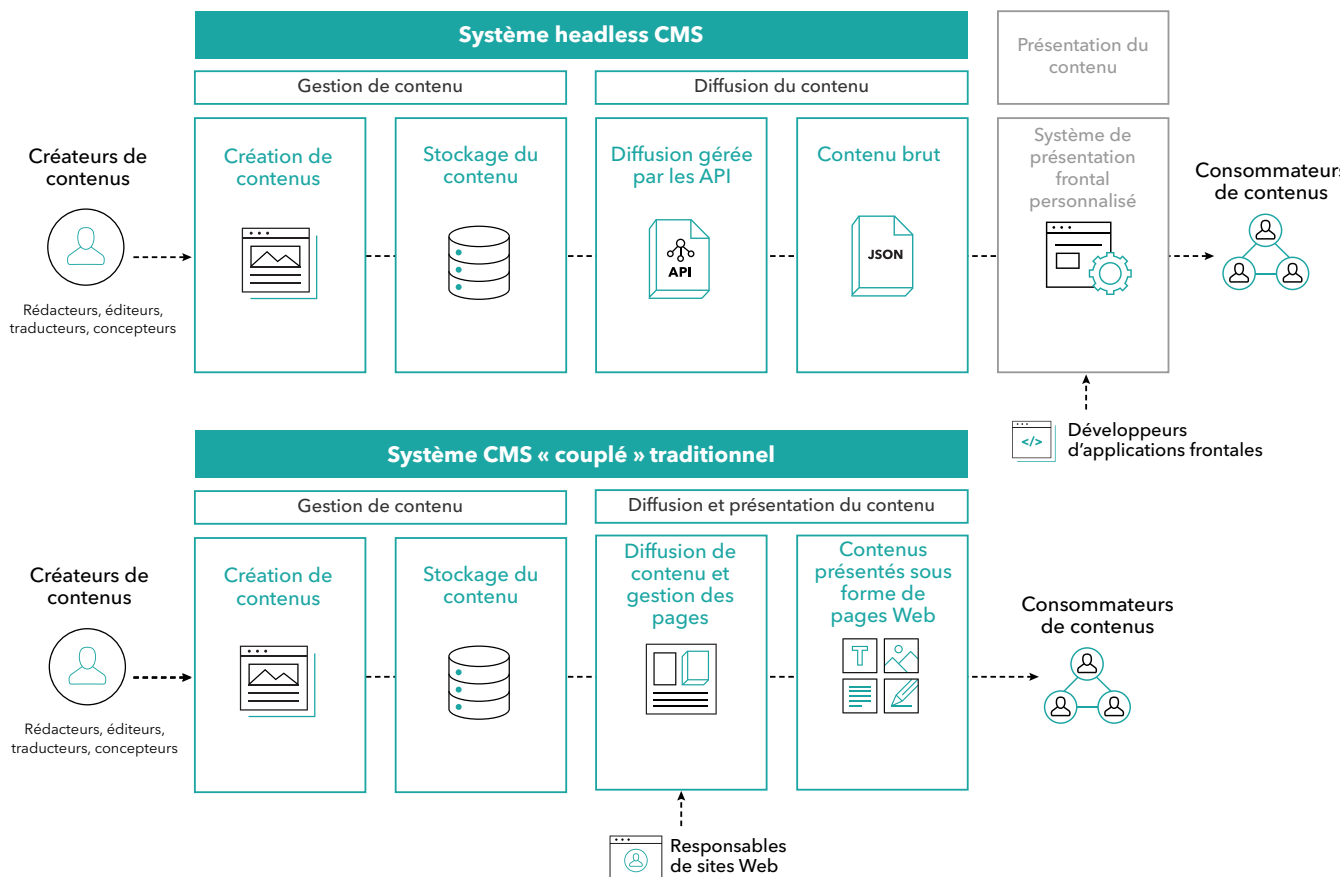 Système headless CMS
Présentation du
contenu
Gestion de contenu
Diffusion du contenu
Créateurs de
contenus
Rédacteurs, éditeurs,
traducteurs, concepteurs
Création de
contenus
Stockage du
contenu
Diffusion gérée
par les API
API
Contenu brut
JSON
Système de
présentation
frontal
personnalisé
Consommateurs
de contenus
</>
Développeurs
d’applications frontales
Système CMS « couplé » traditionnel
Gestion de contenu
Diffusion et présentation du contenu
Créateurs de
contenus
Rédacteurs, éditeurs,
traducteurs, concepteurs
Création de
contenus
Stockage du
contenu
Diffusion de
contenu et
gestion des
pages
Contenus
présentés sous
forme de
pages Web
T
Consommateurs
de contenus
Responsables
de sites Web